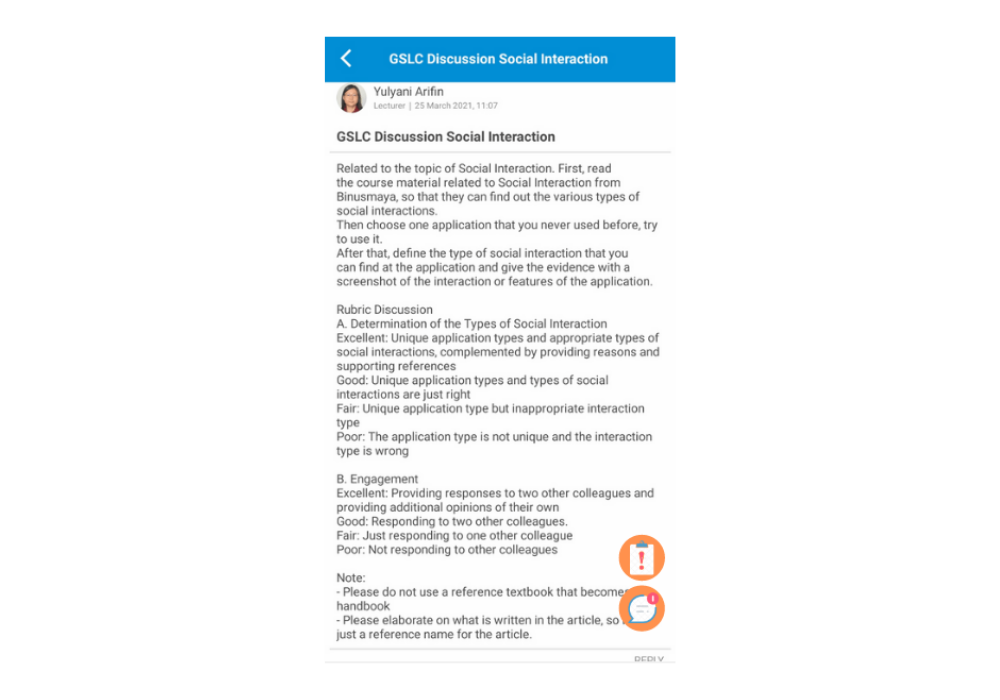 GSLC Discussion Social Interaction
Yulyani Arifin
Lecturer | 25 March 2021, 11:07
GSLC Discussion Social Interaction
Related to the topic of Social Interaction. First, read
the course material related to Social Interaction from
Binusmaya, so that they can find out the various types of
social interactions.
Then choose one application that you never used before, try
to use it.
After that, define the type of social interaction that you
can find at the application and give the evidence with a
screenshot of the interaction or features of the application.
Rubric Discussion
A. Determination of the Types of Social Interaction
Excellent: Unique application types and appropriate types of
social interactions, complemented by providing reasons and
supporting references
Good: Unique application types and types of social
interactions are just right
Fair: Unique application type but inappropriate interaction
type
Poor: The application type is not unique and the interaction
type is wrong
B. Engagement
Excellent: Providing responses to two other colleagues and
providing additional opinions of their own
Good: Responding to two other colleagues.
Fair: Just responding to one other colleague
Poor: Not responding to other colleagues
Note:
- Please do not use a reference textbook that becomes
handbook
- Please elaborate on what is written in the article, so
just a reference name for the article.
REPLY